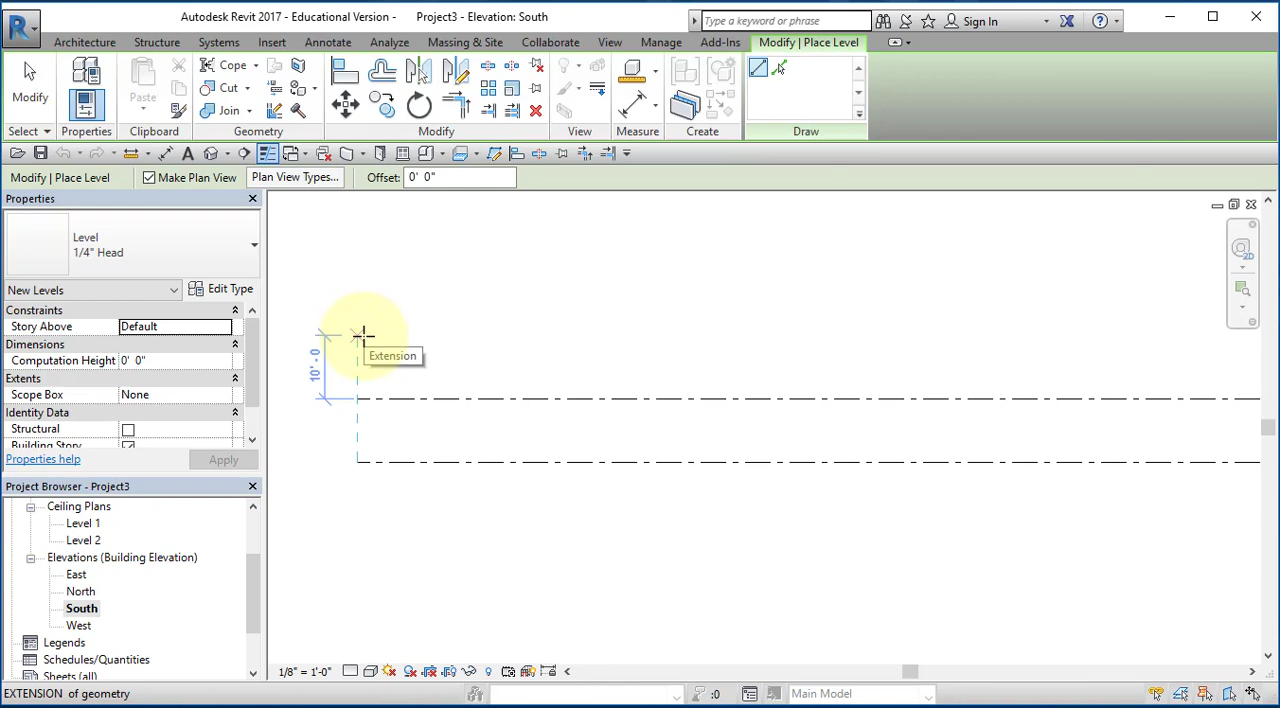 Autodesk Revit 2017 - Educational Version - Project3 - Elevation: South
Type a keyword or phrase
Sign In
Architecture Structure Systems Insert Annotate Analyze Massing & Site Collaborate View Manage Add-Ins Modify | Place Level
Modify
Paste
Cope
Cut
Join
Select Properties Clipboard Geometry Modify View Measure Create Draw
Modify | Place Level Make Plan View Plan View Types... Offset: 0' 0"
Properties
Level
1/4" Head
New Levels Edit Type
Constraints
Story Above Default
Dimensions
Computation Height 0' 0"
Extents
Scope Box None
Identity Data
Structural
Building Story
Properties help Apply
Project Browser - Project3
Ceiling Plans
Level 1
Level 2
Elevations (Building Elevation)
East
North
South
West
Legends
Schedules/Quantities
Sheets (all)
10' - 0
Extension
2D
1/8" = 1'-0"
EXTENSION of geometry
:0
Main Model